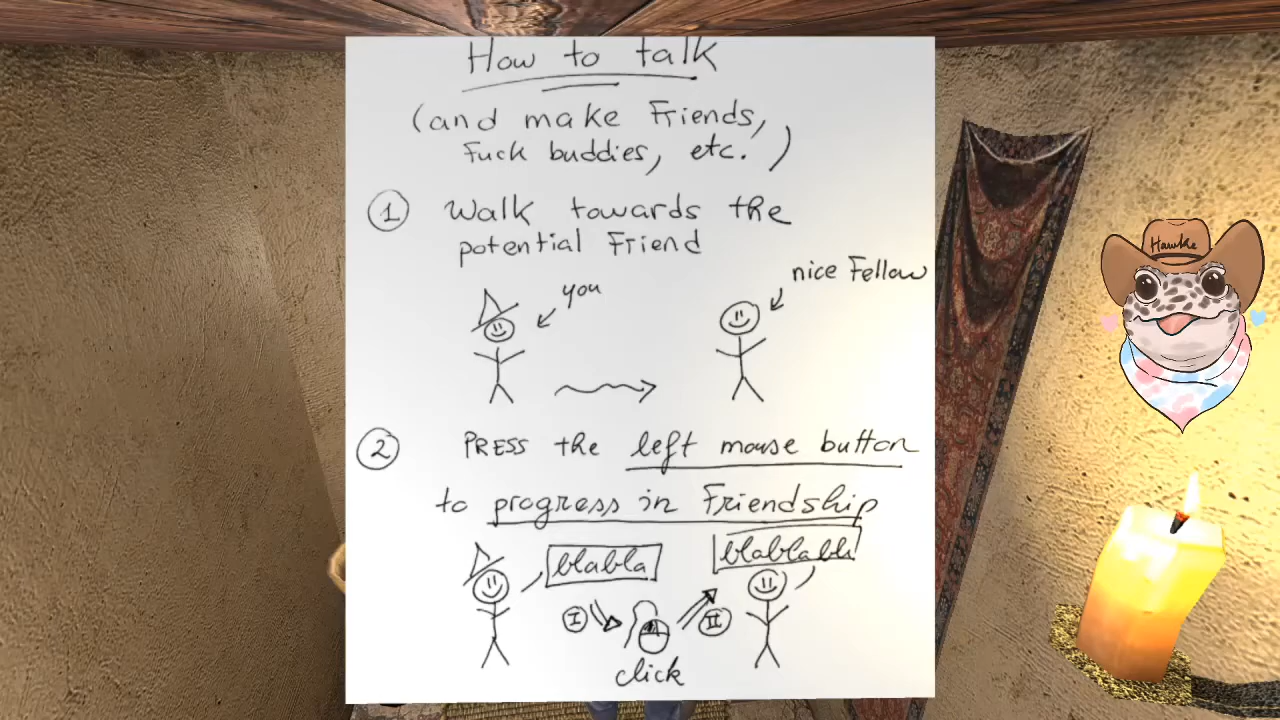 How to talk
(and make Friends,
Fuck buddies, etc.)
1 Walk towards the
potential Friend
you
nice Fellow
2 PRESS the left mouse button
to progress in Friendship
blabla
blablabla
I
II
click
Hawke